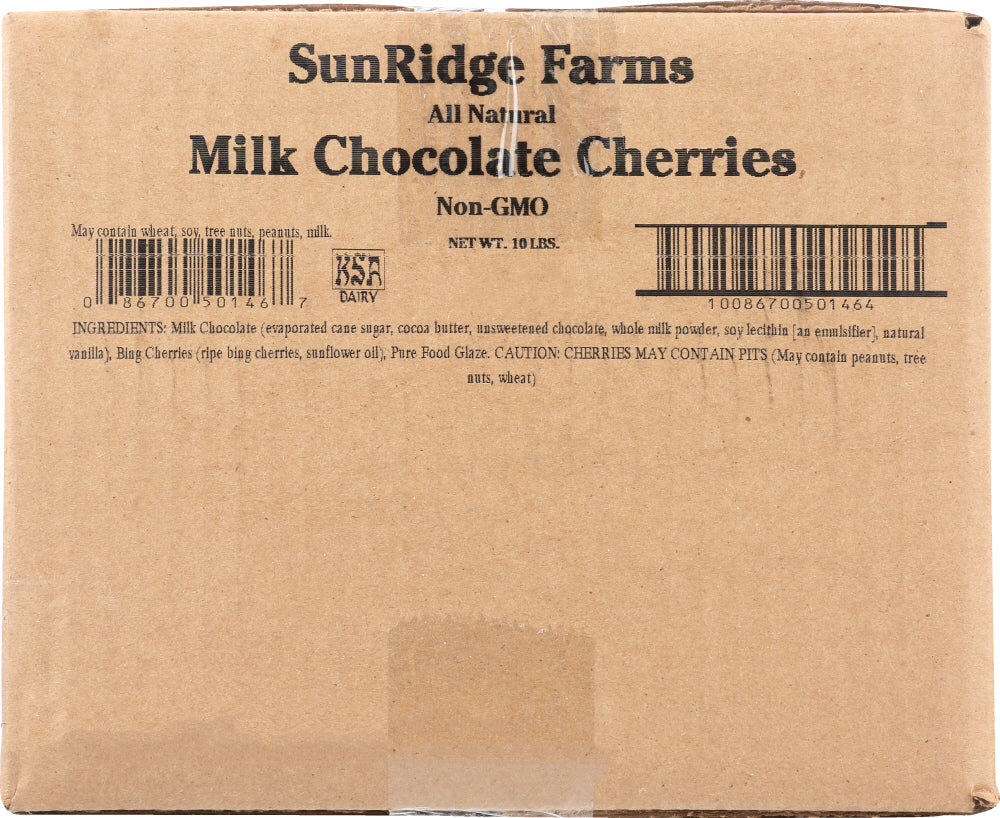 SunRidge Farms
All Natural
Milk Chocolate Cherries
Non-GMO
NET WT. 10 LBS.
May contain wheat, soy, tree nuts, peanuts, milk.
0 86700 50146 7
KSA
DAIRY
10086700501464
INGREDIENTS: Milk Chocolate (evaporated cane sugar, cocoa butter, unsweetened chocolate, whole milk powder, soy lecithin [an emulsifier], natural
vanilla), Bing Cherries (ripe bing cherries, sunflower oil), Pure Food Glaze. CAUTION: CHERRIES MAY CONTAIN PITS (May contain peanuts, tree
nuts, wheat)